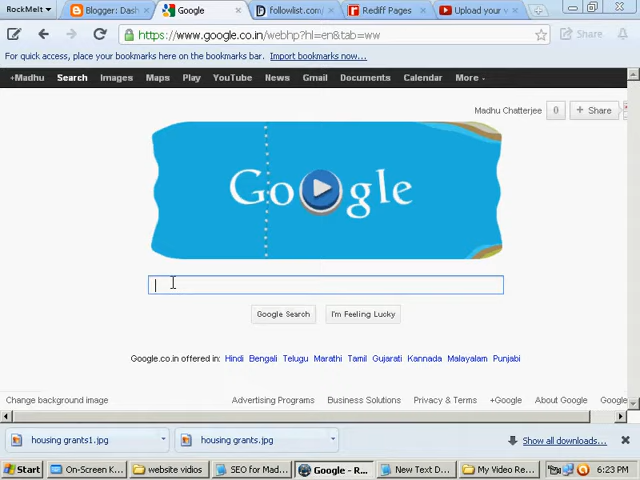 RockMelt
Blogger: Dash
Google
followlist.com/
Rediff Pages
Upload your v
https://www.google.co.in/webhp?hl=en&tab=ww
Share
For quick access, place your bookmarks here on the bookmarks bar. Import bookmarks now...
+Madhu Search Images Maps Play YouTube News Gmail Documents Calendar More
Madhu Chatterjee 0 + Share
Google
Google Search I'm Feeling Lucky
Google.co.in offered in: Hindi Bengali Telugu Marathi Tamil Gujarati Kannada Malayalam Punjabi
Change background image Advertising Programs Business Solutions Privacy & Terms +Google About Google Google
housing grants1.jpg housing grants.jpg Show all downloads...
Start On-Screen K... website vidios SEO for Mad... Google - R... New Text D... My Video Re... 6:23 PM